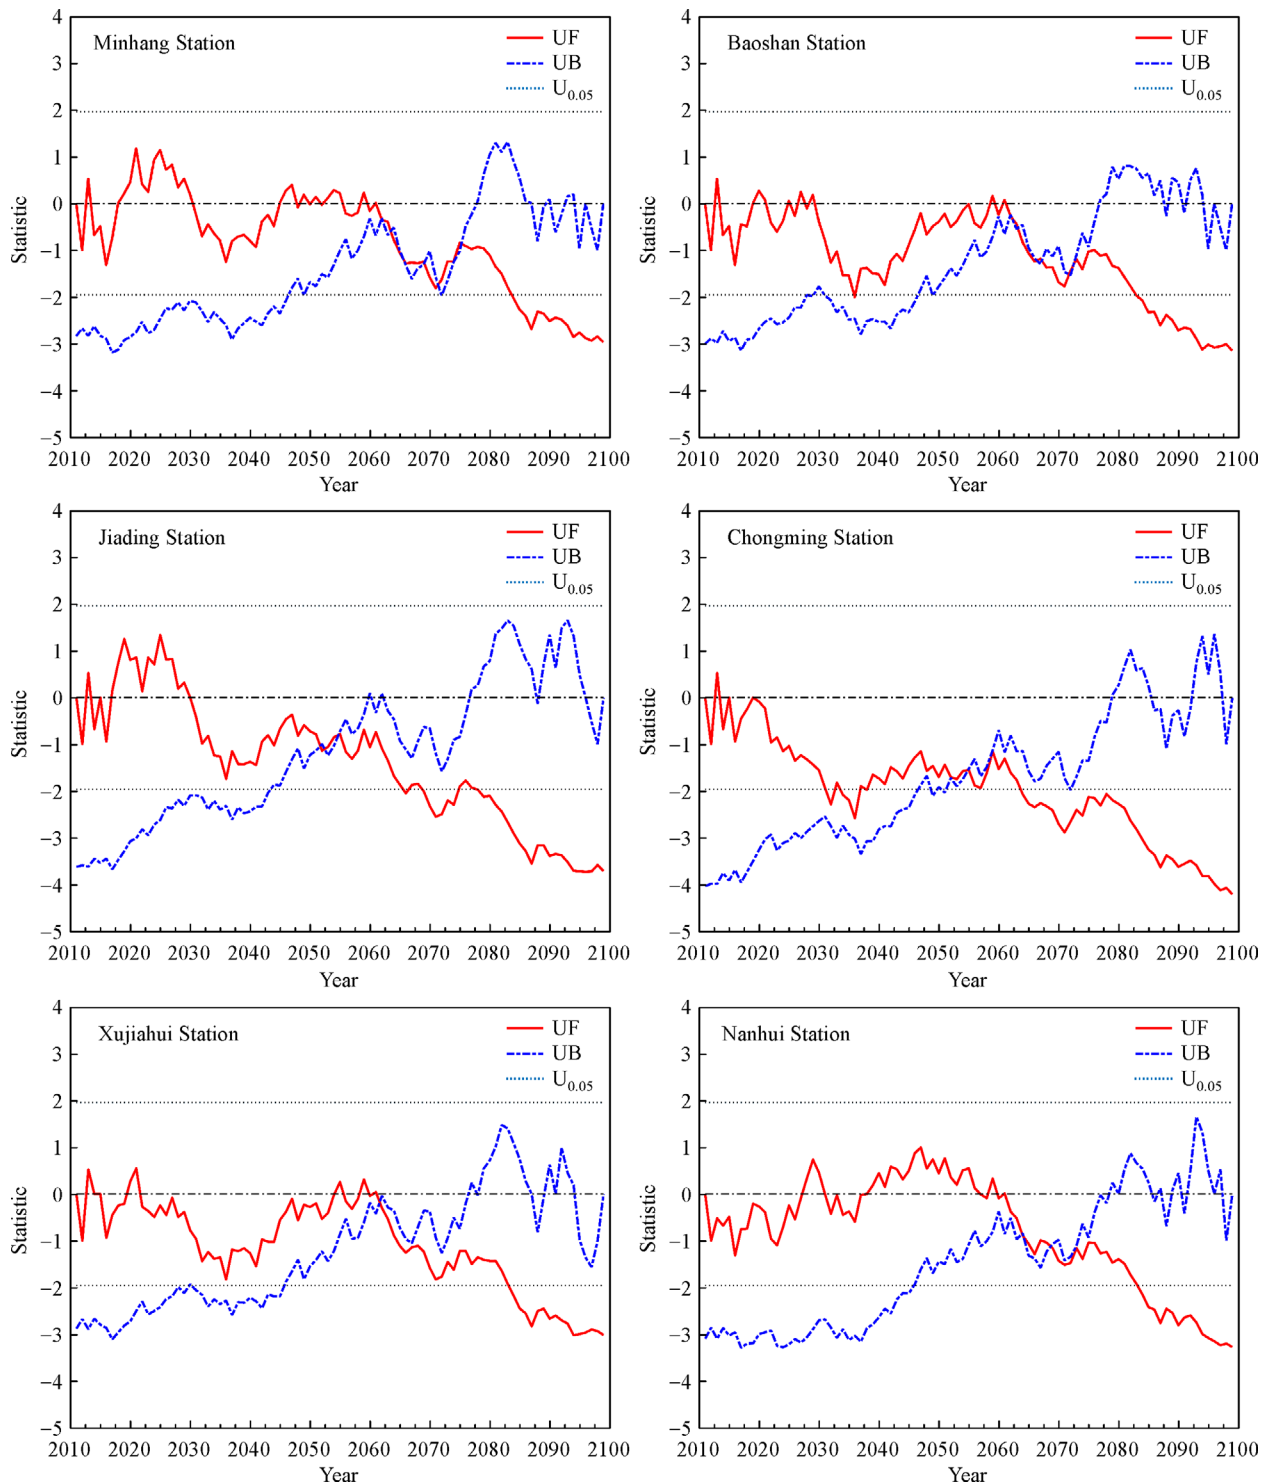 Minhang Station
UF
UB
U0.05
4
3
2
1
0
−1
−2
−3
−4
−5
Statistic
2010 2020 2030 2040 2050 2060 2070 2080 2090 2100
Year
Baoshan Station
UF
UB
U0.05
4
3
2
1
0
−1
−2
−3
−4
−5
Statistic
2010 2020 2030 2040 2050 2060 2070 2080 2090 2100
Year
Jiading Station
UF
UB
U0.05
4
3
2
1
0
−1
−2
−3
−4
−5
Statistic
2010 2020 2030 2040 2050 2060 2070 2080 2090 2100
Year
Chongming Station
UF
UB
U0.05
4
3
2
1
0
−1
−2
−3
−4
−5
Statistic
2010 2020 2030 2040 2050 2060 2070 2080 2090 2100
Year
Xujiahui Station
UF
UB
U0.05
4
3
2
1
0
−1
−2
−3
−4
−5
Statistic
2010 2020 2030 2040 2050 2060 2070 2080 2090 2100
Year
Nanhui Station
UF
UB
U0.05
4
3
2
1
0
−1
−2
−3
−4
−5
Statistic
2010 2020 2030 2040 2050 2060 2070 2080 2090 2100
Year